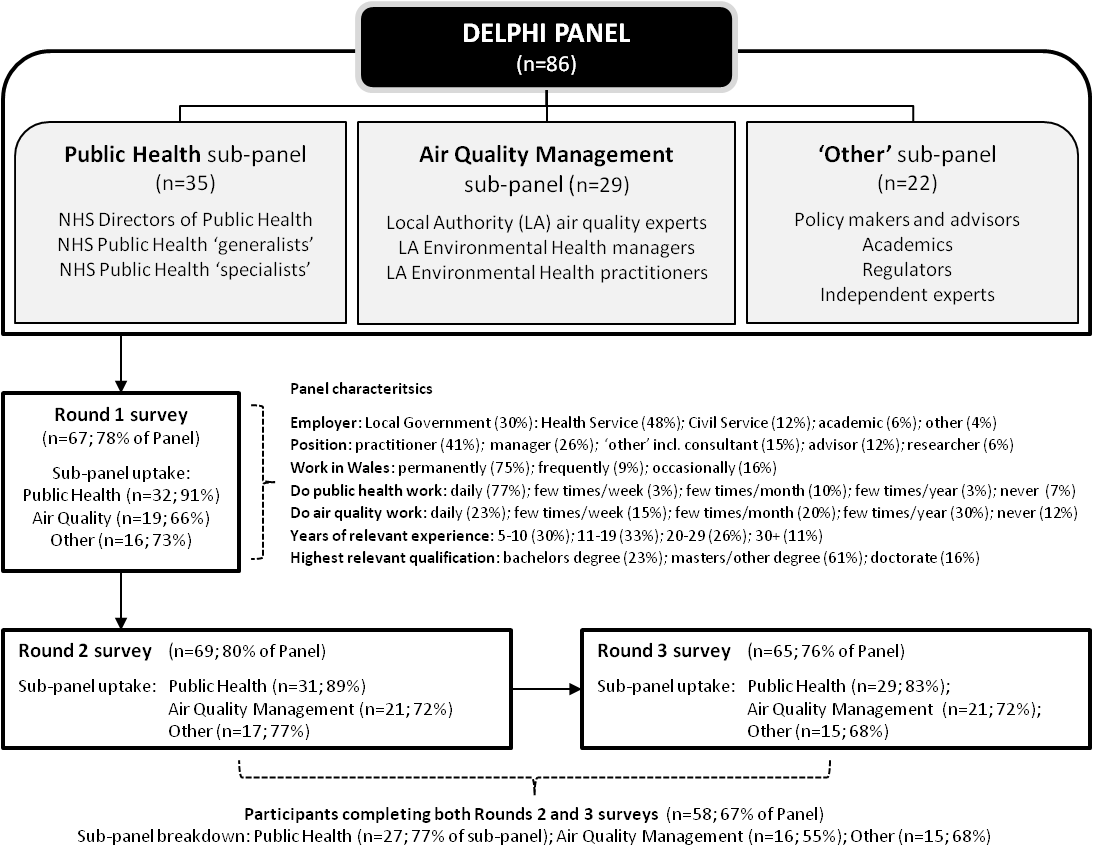 DELPHI PANEL
(n=86)
Public Health sub-panel
(n=35)
NHS Directors of Public Health
NHS Public Health ‘generalists’
NHS Public Health ‘specialists’
Air Quality Management
sub-panel (n=29)
Local Authority (LA) air quality experts
LA Environmental Health managers
LA Environmental Health practitioners
‘Other’ sub-panel
(n=22)
Policy makers and advisors
Academics
Regulators
Independent experts
Round 1 survey
(n=67; 78% of Panel)
Sub-panel uptake:
Public Health (n=32; 91%)
Air Quality (n=19; 66%)
Other (n=16; 73%)
Panel characteritsics
Employer: Local Government (30%): Health Service (48%); Civil Service (12%); academic (6%); other (4%)
Position: practitioner (41%); manager (26%); ‘other’ incl. consultant (15%); advisor (12%); researcher (6%)
Work in Wales: permanently (75%); frequently (9%); occasionally (16%)
Do public health work: daily (77%); few times/week (3%); few times/month (10%); few times/year (3%); never (7%)
Do air quality work: daily (23%); few times/week (15%); few times/month (20%); few times/year (30%); never (12%)
Years of relevant experience: 5-10 (30%); 11-19 (33%); 20-29 (26%); 30+ (11%)
Highest relevant qualification: bachelors degree (23%); masters/other degree (61%); doctorate (16%)
Round 2 survey (n=69; 80% of Panel)
Sub-panel uptake: Public Health (n=31; 89%)
Air Quality Management (n=21; 72%)
Other (n=17; 77%)
Round 3 survey (n=65; 76% of Panel)
Sub-panel uptake: Public Health (n=29; 83%);
Air Quality Management (n=21; 72%);
Other (n=15; 68%)
Participants completing both Rounds 2 and 3 surveys (n=58; 67% of Panel)
Sub-panel breakdown: Public Health (n=27; 77% of sub-panel); Air Quality Management (n=16; 55%); Other (n=15; 68%)